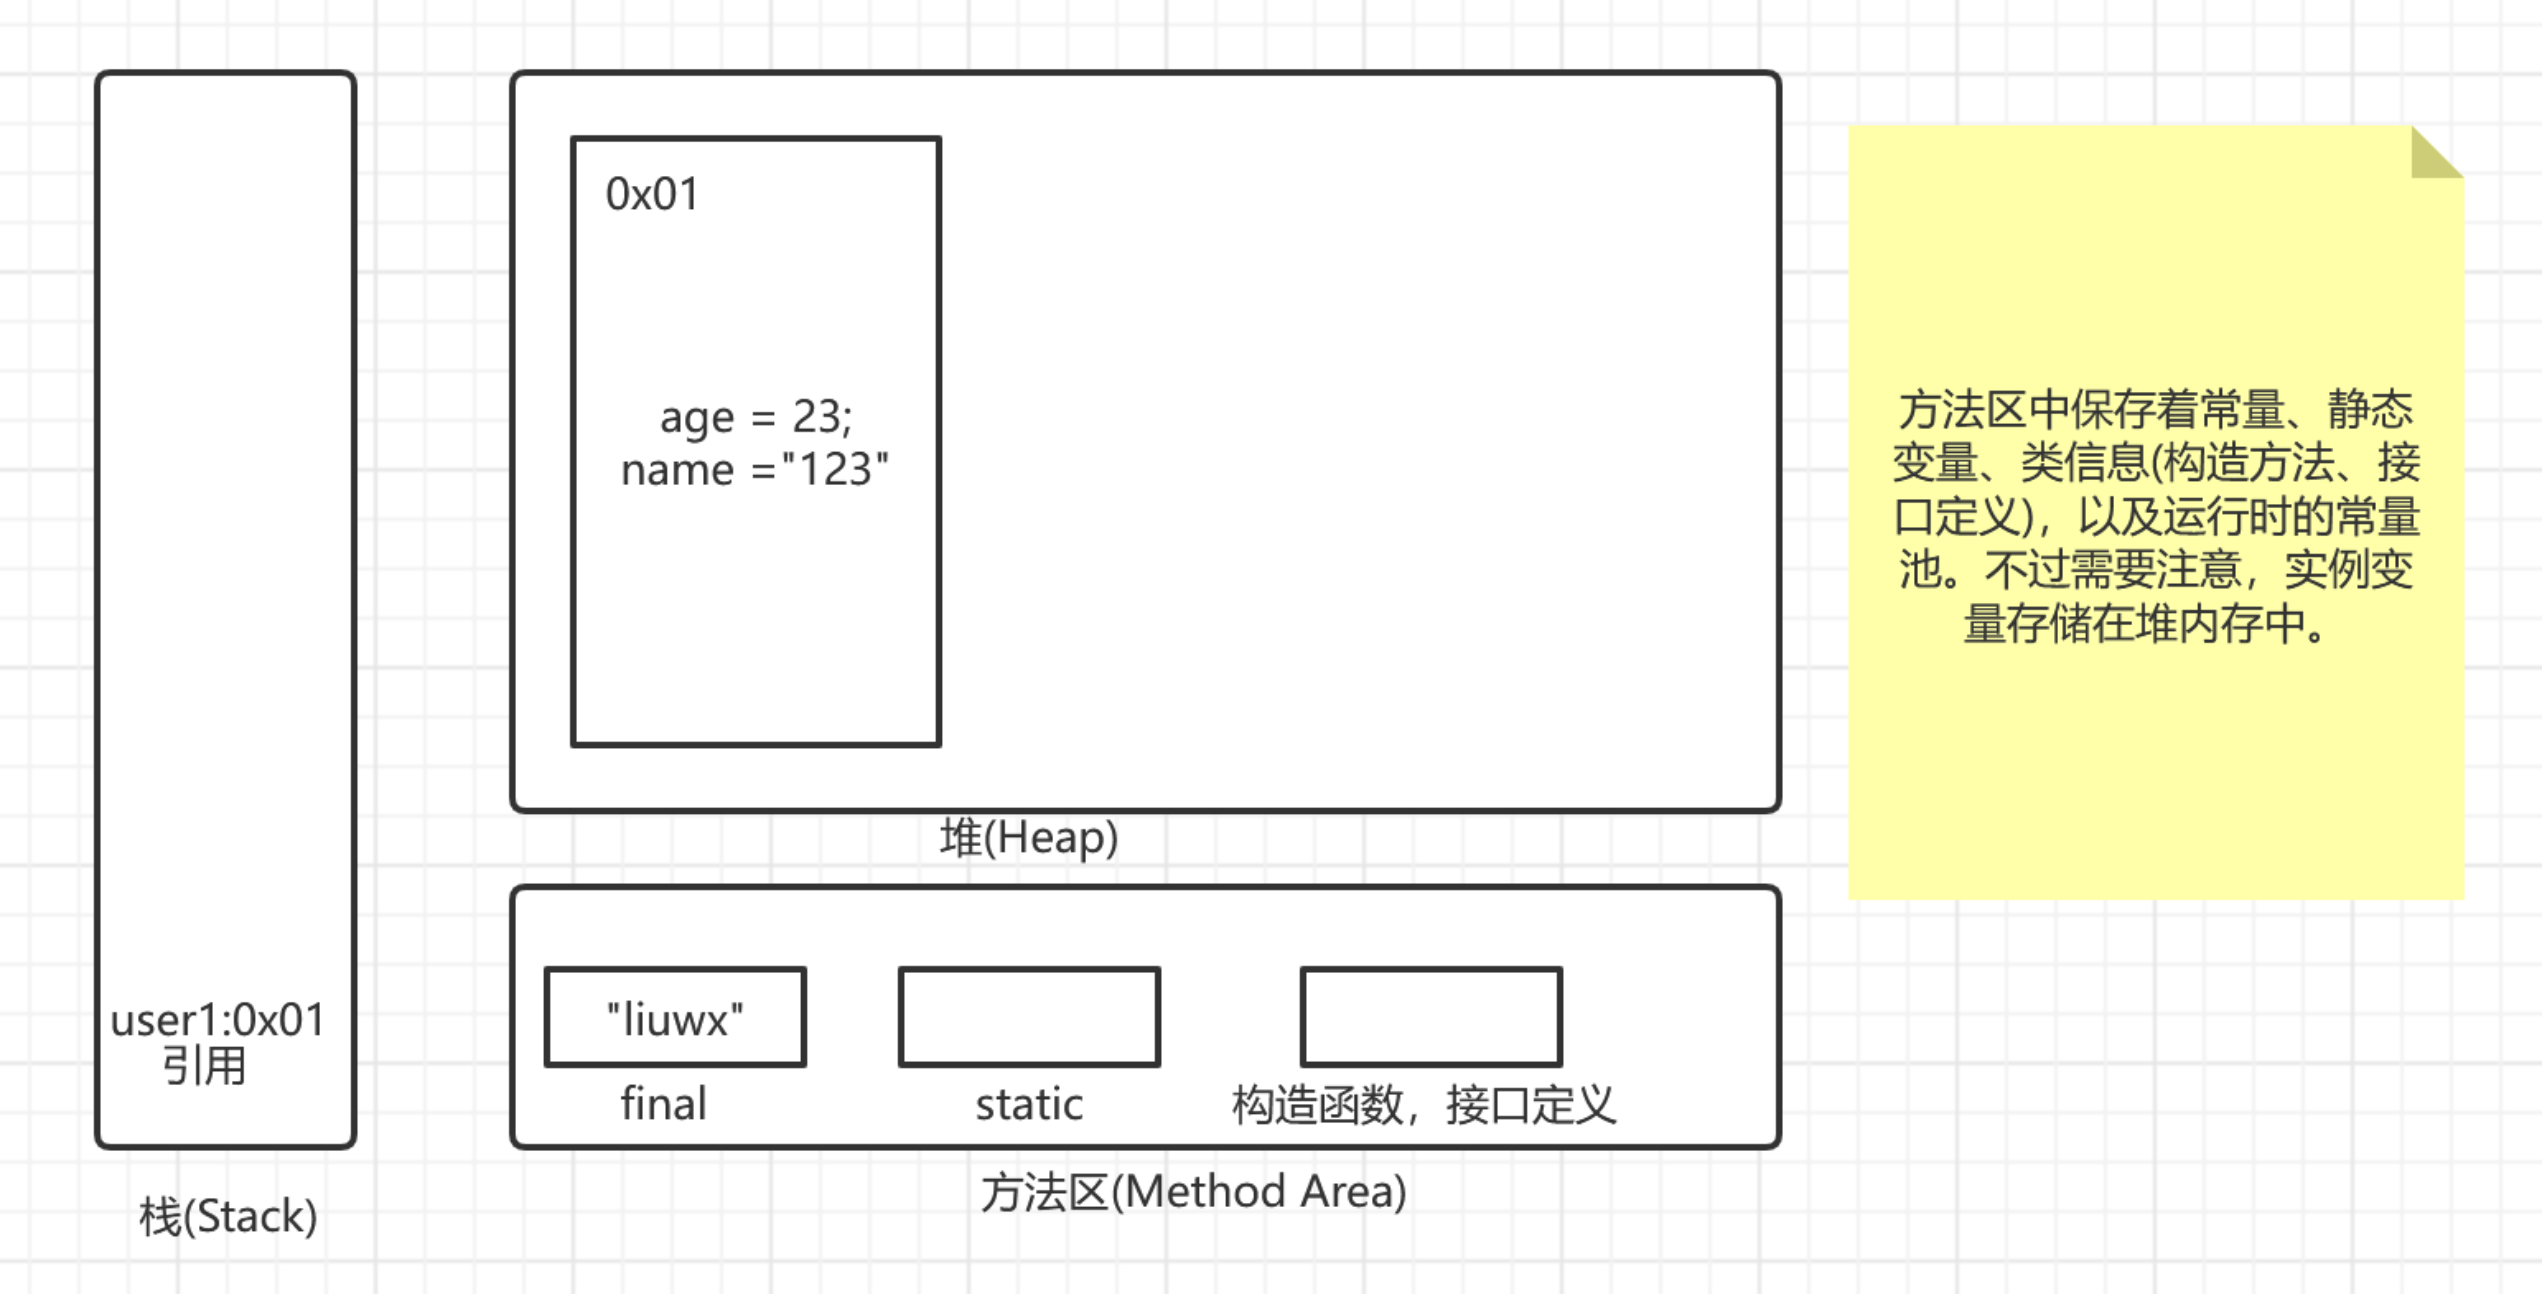 user1:0x01
引用
栈(Stack)
0x01
age = 23;
name ="123"
堆(Heap)
"liuwx"
final
static
构造函数，接口定义
方法区(Method Area)
方法区中保存着常量、静态
变量、类信息(构造方法、接
口定义)，以及运行时的常量
池。不过需要注意，实例变
量存储在堆内存中。